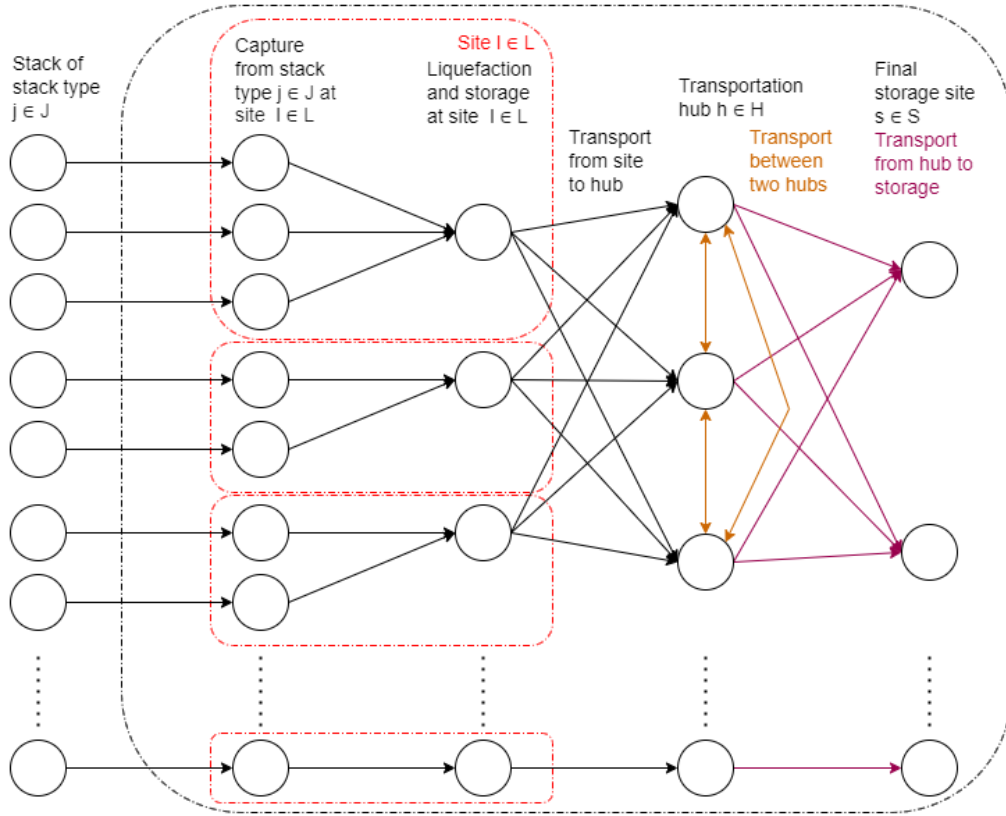 Stack of
stack type
j ∈ J
Capture
from stack
type j ∈ J at
site l ∈ L
Site l ∈ L
Liquefaction
and storage
at site l ∈ L
Transport
from site
to hub
Transportation
hub h ∈ H
Transport
between
two hubs
Final
storage site
s ∈ S
Transport
from hub to
storage